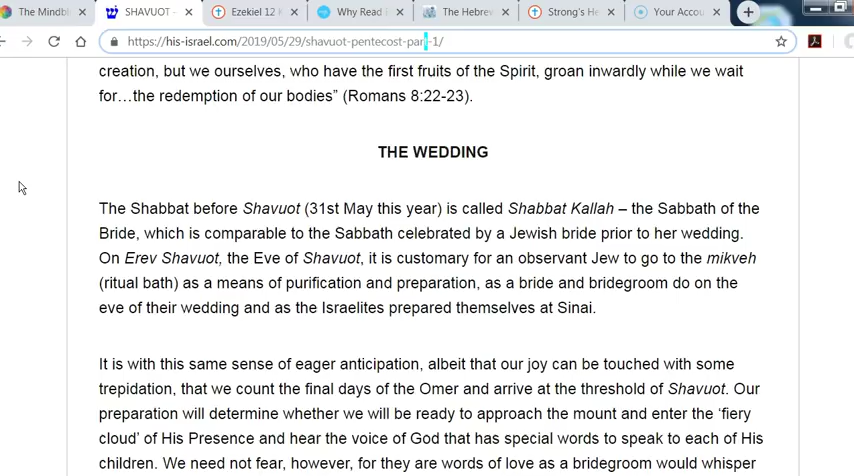 The Mindb
SHAVUOT -
Ezekiel 12
Why Read
The Hebrew
Strong's He
Your Accou
https://his-israel.com/2019/05/29/shavuot-pentecost-par -1/
creation, but we ourselves, who have the first fruits of the Spirit, groan inwardly while we wait
for…the redemption of our bodies” (Romans 8:22-23).
THE WEDDING
The Shabbat before Shavuot (31st May this year) is called Shabbat Kallah – the Sabbath of the
Bride, which is comparable to the Sabbath celebrated by a Jewish bride prior to her wedding.
On Erev Shavuot, the Eve of Shavuot, it is customary for an observant Jew to go to the mikveh
(ritual bath) as a means of purification and preparation, as a bride and bridegroom do on the
eve of their wedding and as the Israelites prepared themselves at Sinai.
It is with this same sense of eager anticipation, albeit that our joy can be touched with some
trepidation, that we count the final days of the Omer and arrive at the threshold of Shavuot. Our
preparation will determine whether we will be ready to approach the mount and enter the ‘fiery
cloud’ of His Presence and hear the voice of God that has special words to speak to each of His
children. We need not fear, however, for they are words of love as a bridegroom would whisper